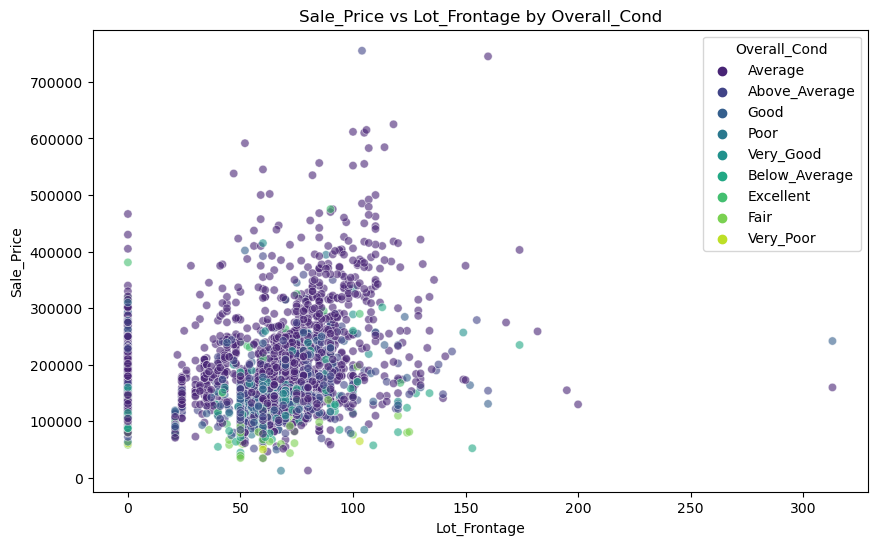 Sale_Price vs Lot_Frontage by Overall_Cond
Overall_Cond
Average
Above_Average
Good
Poor
Very_Good
Below_Average
Excellent
Fair
Very_Poor
Sale_Price
700000
600000
500000
400000
300000
200000
100000
0
0 50 100 150 200 250 300
Lot_Frontage